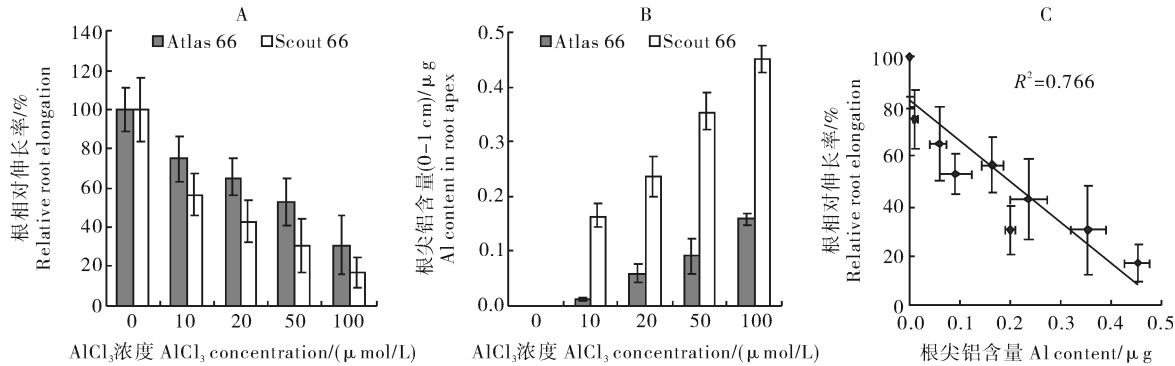 A
140
120
100
80
60
40
20
0
根相对伸长率/%
Relative root elongation
Atlas 66
Scout 66
0 10 20 50 100
AlCl₃浓度 AlCl₃ concentration/(μ mol/L)
B
0.5
0.4
0.3
0.2
0.1
0.0
根尖铝含量(0-1 cm)/μg
Al content in root apex
Atlas 66
Scout 66
0 10 20 50 100
AlCl₃浓度 AlCl₃ concentration/(μ mol/L)
C
100
80
60
40
20
0
根相对伸长率/%
Relative root elongation
R²=0.766
0.0 0.1 0.2 0.3 0.4 0.5
根尖铝含量 Al content/μg